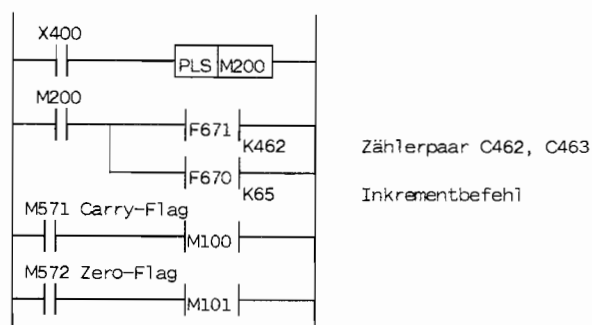 X400
PLS M200
M200
F671
K462
Zählerpaar C462, C463
F670
K65
Inkrementbefehl
M571 Carry-Flag
M100
M572 Zero-Flag
M101